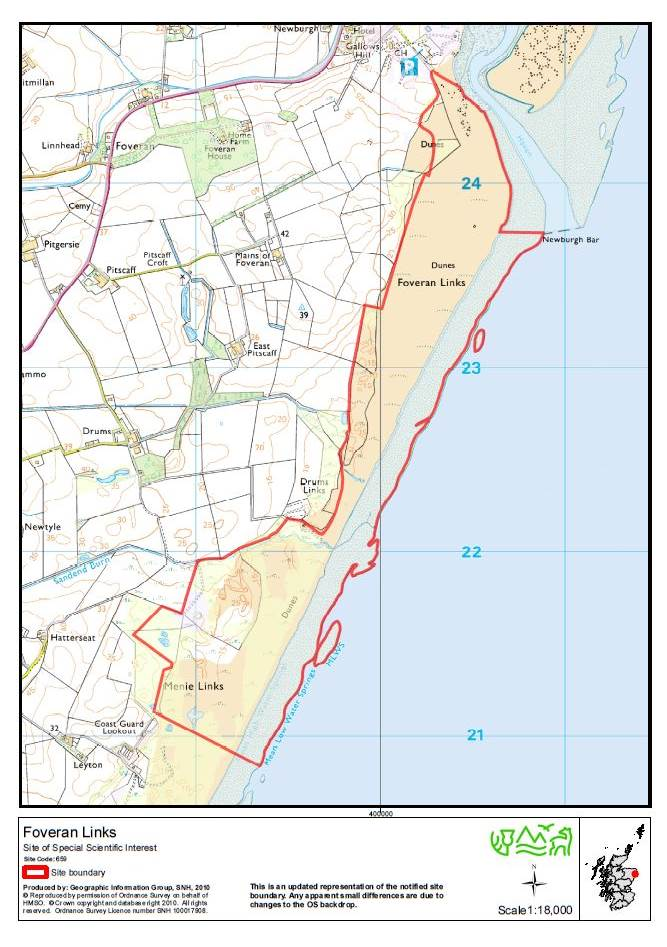 Newburgh
Hotel
Gallows
Hill
CH
P
itmillan
Linnhead
Foveran
Home
Farm
Foveran
House
Dunes
Haven
24
Cemy
Pitgersie
42
Newburgh Bar
Pitscaff
Croft
Mains of
Foveran
Pitscaff
Dunes
Foveran Links
39
East
Pitscaff
23
ammo
Drums
Drums
Links
Newtyle
22
Sandend Burn
Dunes
Hatterseat
33
MLWS
Menie Links
Mean Low Water Springs
32
Coast Guard
Lookout
21
Leyton
400000
Foveran Links
Site of Special Scientific Interest
Site Code: 659
Site boundary
Produced by: Geographic Information Group, SNH, 2010
© Reproduced by permission of Ordnance Survey on behalf of
HMSO. © Crown copyright and database right 2010. All rights
reserved. Ordnance Survey Licence number SNH 100017908.
This is an updated representation of the notified site
boundary. Any apparent small differences are due to
changes to the OS backdrop.
N
Scale1:18,000